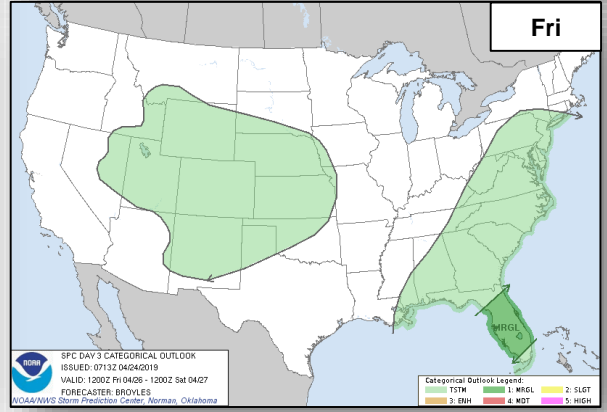 Fri
MRGL
NOAA
SPC DAY 3 CATEGORICAL OUTLOOK
ISSUED: 0713Z 04/24/2019
VALID: 1200Z Fri 04/26 - 1200Z Sat 04/27
FORECASTER: BROYLES
NOAA/NWS Storm Prediction Center, Norman, Oklahoma
Categorical Outlook Legend:
TSTM 1: MRGL 2: SLGT
3: ENH 4: MDT 5: HIGH